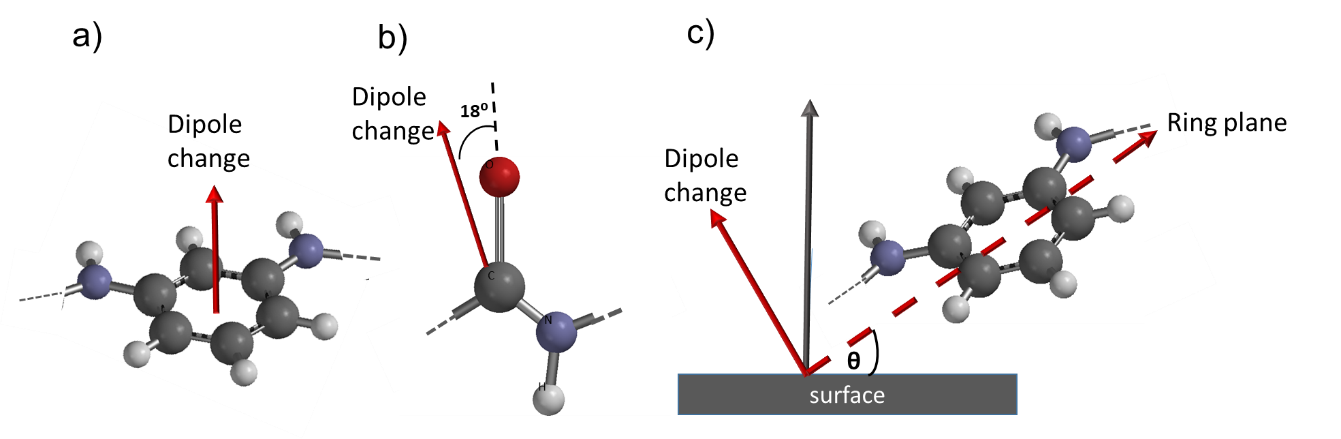 a)
Dipole
change
b)
Dipole
change
18º
O
C
N
H
c)
Dipole
change
Ring plane
θ
surface